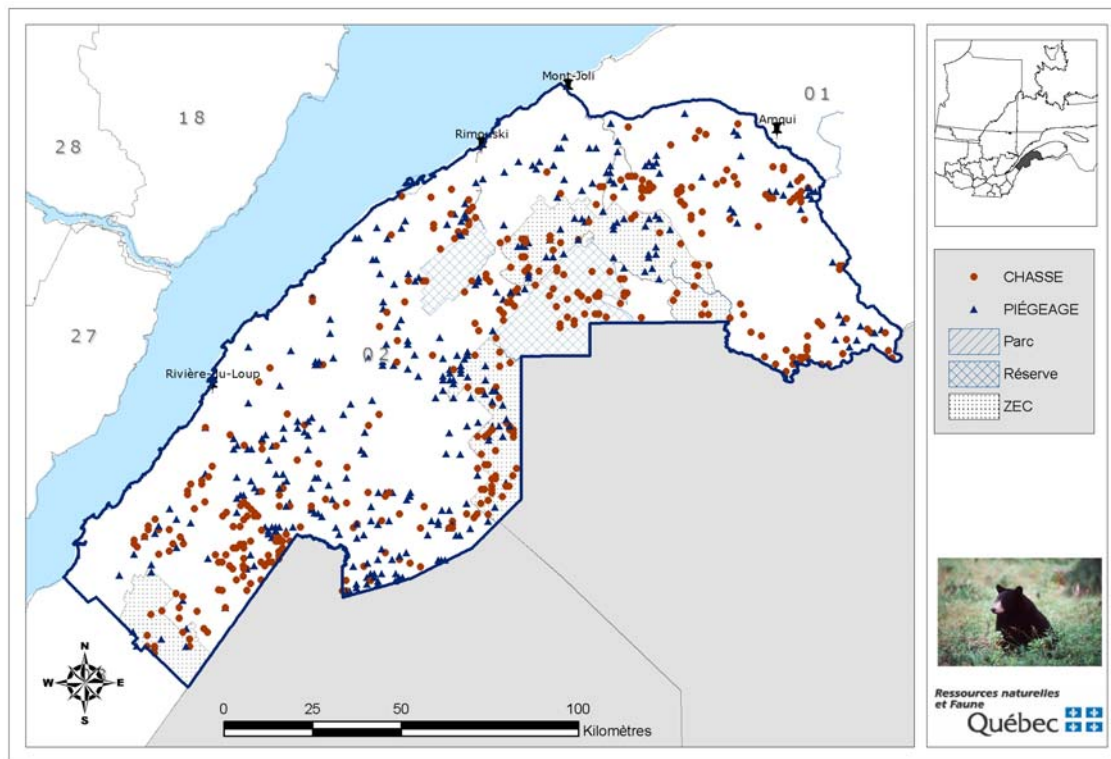 Mont-Joli
01
Amqui
Rimouski
18
28
27
02
Rivière-du-Loup
CHASSE
PIÉGEAGE
Parc
Réserve
ZEC
N
W
E
S
0
25
50
100
Kilomètres
Ressources naturelles
et Faune
Québec